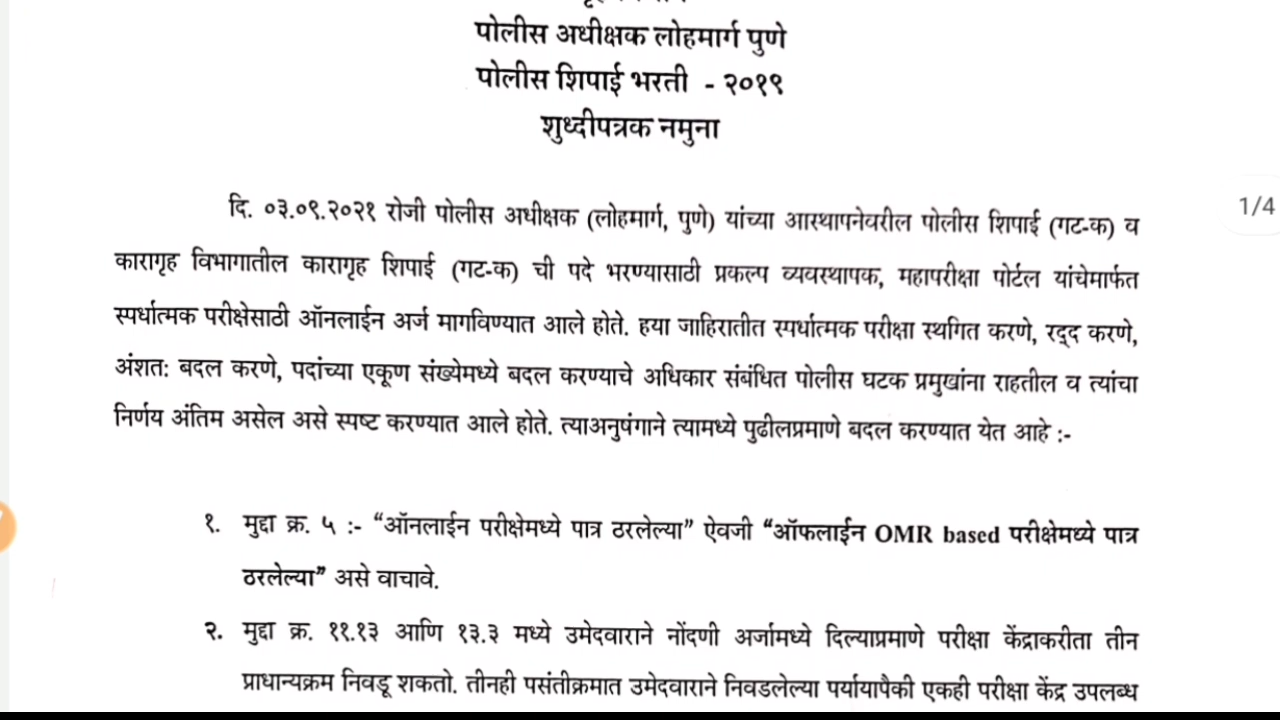 पोलीस अधीक्षक लोहमार्ग पुणे
पोलीस शिपाई भरती - २०१९
शुध्दीपत्रक नमुना
दि. ०३.०९.२०२१ रोजी पोलीस अधीक्षक (लोहमार्ग, पुणे) यांच्या आस्थापनेवरील पोलीस शिपाई (गट-क) व
1/4
कारागृह विभागातील कारागृह शिपाई (गट-क) ची पदे भरण्यासाठी प्रकल्प व्यवस्थापक, महापरीक्षा पोर्टल यांचेमार्फत
स्पर्धात्मक परीक्षेसाठी ऑनलाईन अर्ज मागविण्यात आले होते. हया जाहिरातीत स्पर्धात्मक परीक्षा स्थगित करणे, रद्द करणे,
अंशत: बदल करणे, पदांच्या एकूण संख्येमध्ये बदल करण्याचे अधिकार संबंधित पोलीस घटक प्रमुखांना राहतील व त्यांचा
निर्णय अंतिम असेल असे स्पष्ट करण्यात आले होते. त्याअनुषंगाने त्यामध्ये पुढीलप्रमाणे बदल करण्यात येत आहे :-
१. मुद्दा क्र. ५ :- “ऑनलाईन परीक्षेमध्ये पात्र ठरलेल्या” ऐवजी “ऑफलाईन OMR based परीक्षेमध्ये पात्र
ठरलेल्या” असे वाचावे.
२. मुद्दा क्र. ११.१३ आणि १३.३ मध्ये उमेदवाराने नोंदणी अर्जामध्ये दिल्याप्रमाणे परीक्षा केंद्राकरीता तीन
प्राधान्यक्रम निवडू शकतो. तीनही पसंतीक्रमात उमेदवाराने निवडलेल्या पर्यायापैकी एकही परीक्षा केंद्र उपलब्ध